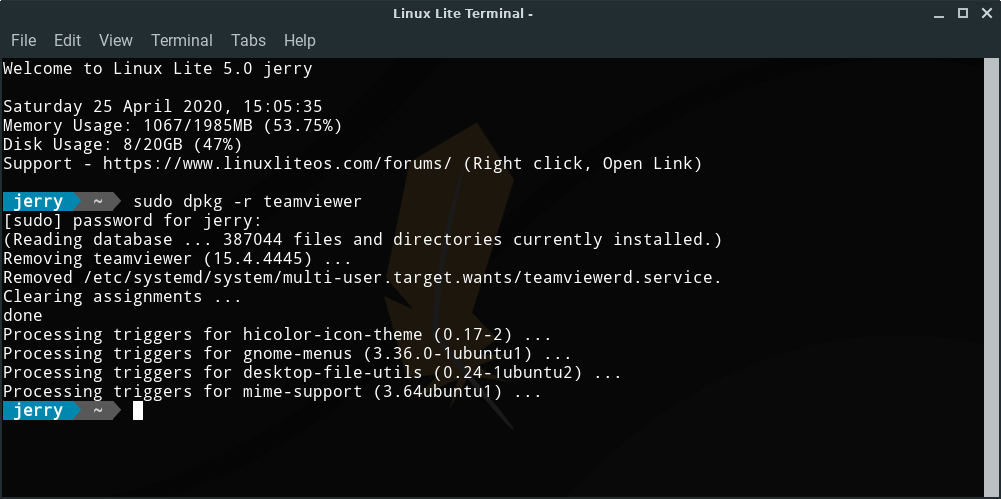 Linux Lite Terminal -
File Edit View Terminal Tabs Help
Welcome to Linux Lite 5.0 jerry
Saturday 25 April 2020, 15:05:35
Memory Usage: 1067/1985MB (53.75%)
Disk Usage: 8/20GB (47%)
Support - https://www.linuxliteos.com/forums/ (Right click, Open Link)
jerry ~ sudo dpkg -r teamviewer
[sudo] password for jerry:
(Reading database ... 387044 files and directories currently installed.)
Removing teamviewer (15.4.4445) ...
Removed /etc/systemd/system/multi-user.target.wants/teamviewerd.service.
Clearing assignments ...
done
Processing triggers for hicolor-icon-theme (0.17-2) ...
Processing triggers for gnome-menus (3.36.0-1ubuntu1) ...
Processing triggers for desktop-file-utils (0.24-1ubuntu2) ...
Processing triggers for mime-support (3.64ubuntu1) ...
jerry ~